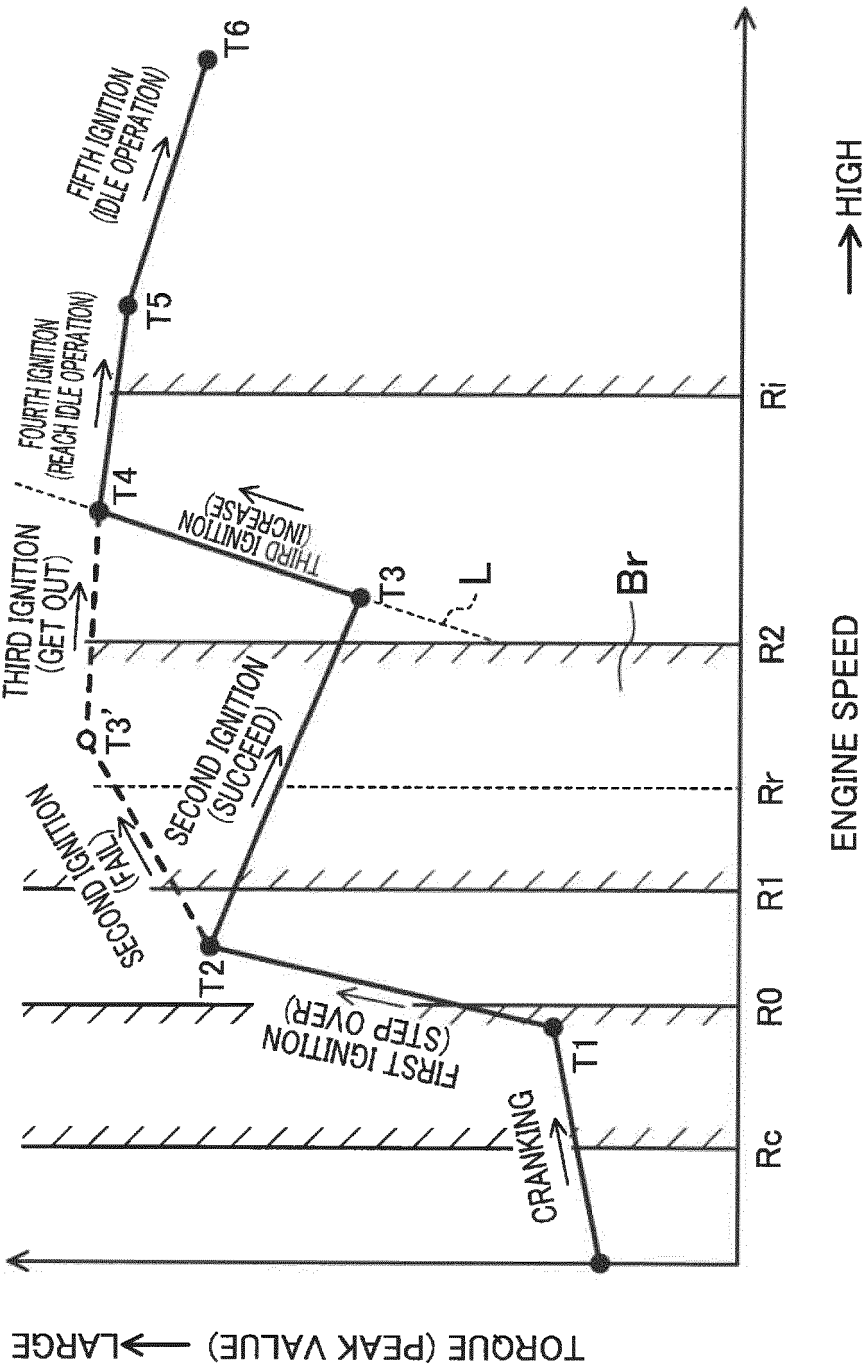 TORQUE (PEAK VALUE) → LARGE
CRANKING
T1
FIRST IGNITION
(STEP OVER)
T2
SECOND IGNITION
(FAIL)
SECOND IGNITION
(SUCCEED)
T3'
THIRD IGNITION
(GET OUT)
T3
L
Br
THIRD IGNITION
(INCREASE)
T4
FOURTH IGNITION
(REACH IDLE OPERATION)
T5
FIFTH IGNITION
(IDLE OPERATION)
T6
Rc
R0
R1
Rr
R2
Ri
ENGINE SPEED
→ HIGH